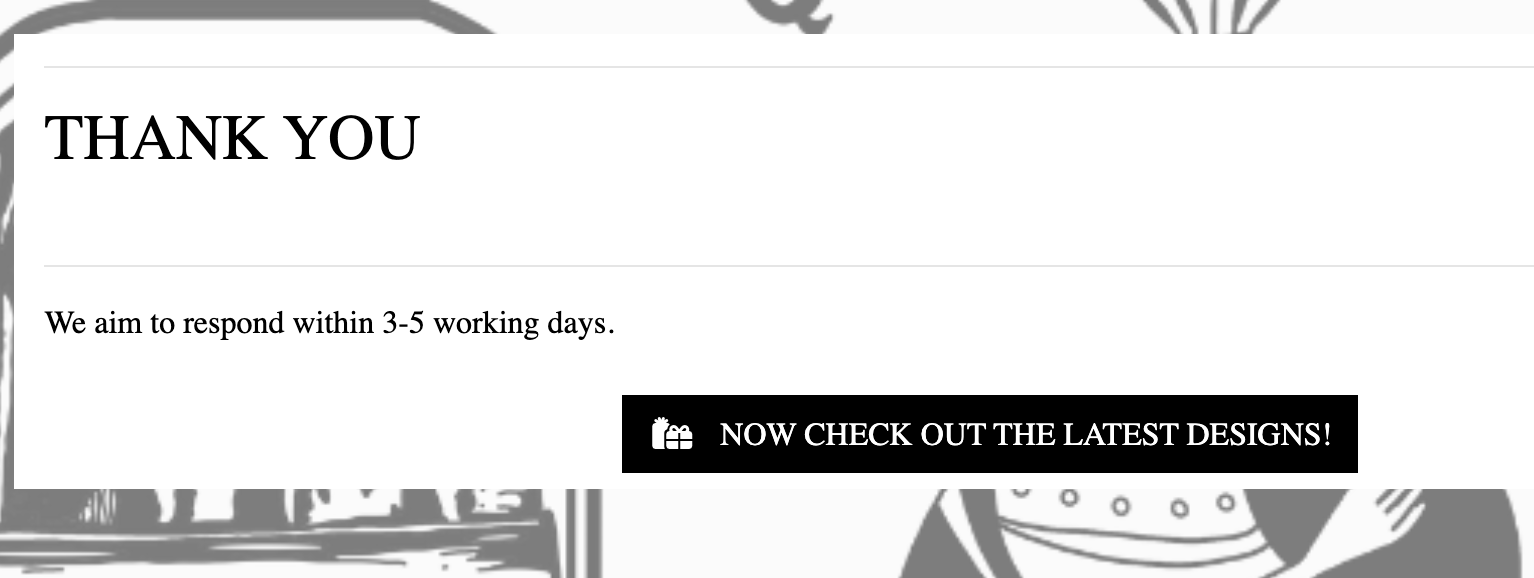 THANK YOU
We aim to respond within 3-5 working days.
NOW CHECK OUT THE LATEST DESIGNS!